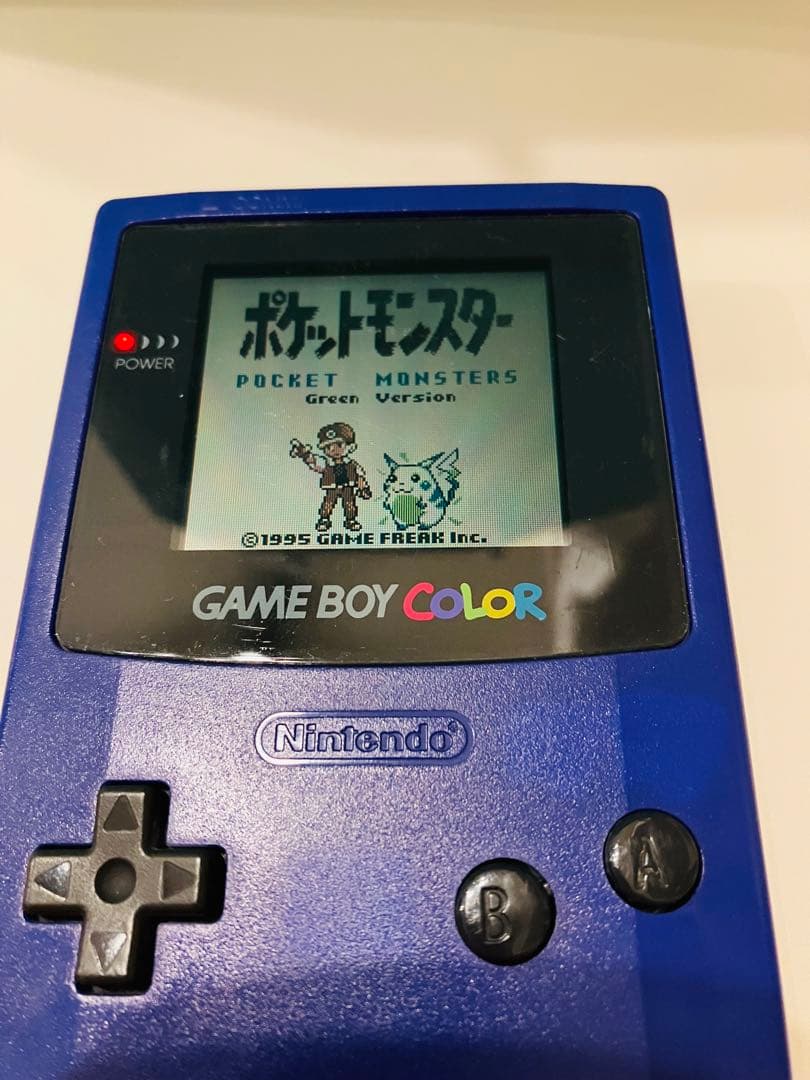 POWER
ポケットモンスター
POCKET MONSTERS
Green Version
©1995 GAME FREAK Inc.
GAME BOY COLOR
Nintendo®
A
B